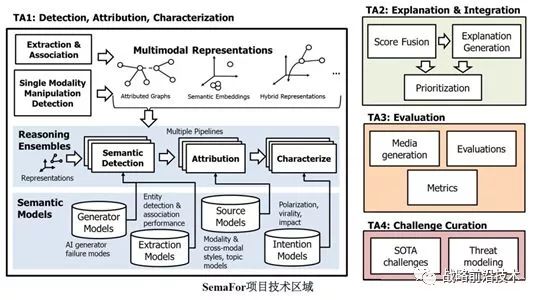 TA1: Detection, Attribution, Characterization
Extraction &
Association
Single Modality
Manipulation
Detection
Multimodal Representations
Attributed Graphs
Semantic Embeddings
Hybrid Representations
...
Reasoning
Ensembles
Representations
Multiple Pipelines
Semantic
Detection
Attribution
Characterize
Semantic
Models
Generator
Models
AI generator
failure modes
Entity
detection &
association
performance
Extraction
Models
Source
Models
Modality &
cross-modal
styles, topic
models
Polarization,
virality,
impact
Intention
Models
TA2: Explanation & Integration
Score Fusion
Explanation
Generation
Prioritization
TA3: Evaluation
Media
generation
Evaluations
Metrics
TA4: Challenge Curation
SOTA
challenges
Threat
modeling
SemaFor项目技术区域
战略前沿技术